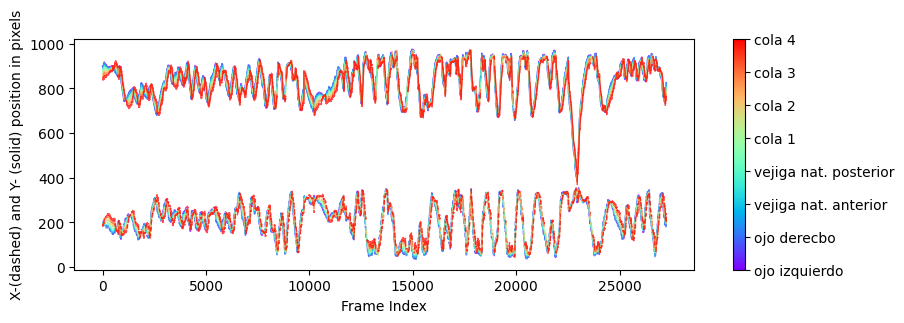 X-(dashed) and Y- (solid) position in pixels
1000
800
600
400
200
0
0
5000
10000
15000
20000
25000
Frame Index
cola 4
cola 3
cola 2
cola 1
vejiga nat. posterior
vejiga nat. anterior
ojo derecbo
ojo izquierdo